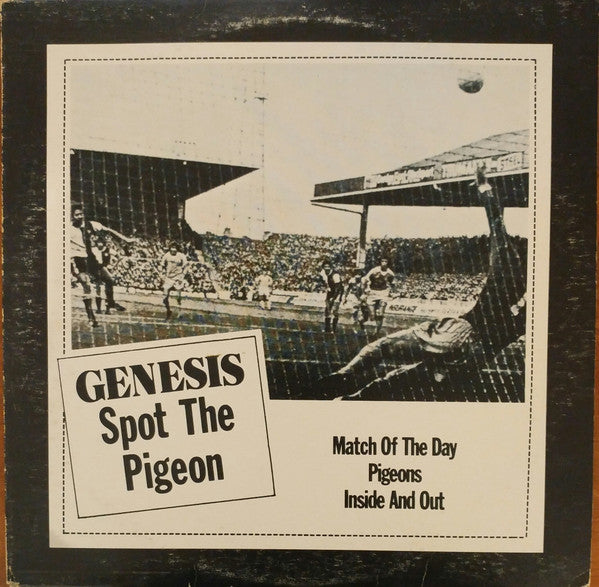 GENESIS
Spot The
Pigeon
Match Of The Day
Pigeons
Inside And Out